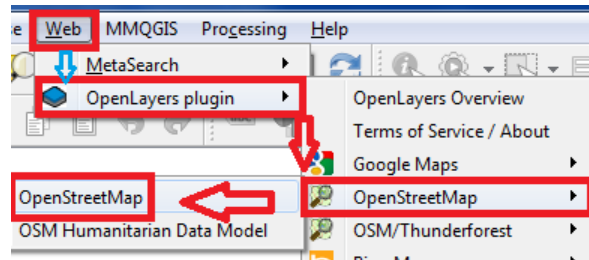 e Web MMQGIS Processing Help
MetaSearch
OpenLayers plugin
OpenLayers Overview
Terms of Service / About
Google Maps
OpenStreetMap
OpenStreetMap
OSM Humanitarian Data Model
OSM/Thunderforest